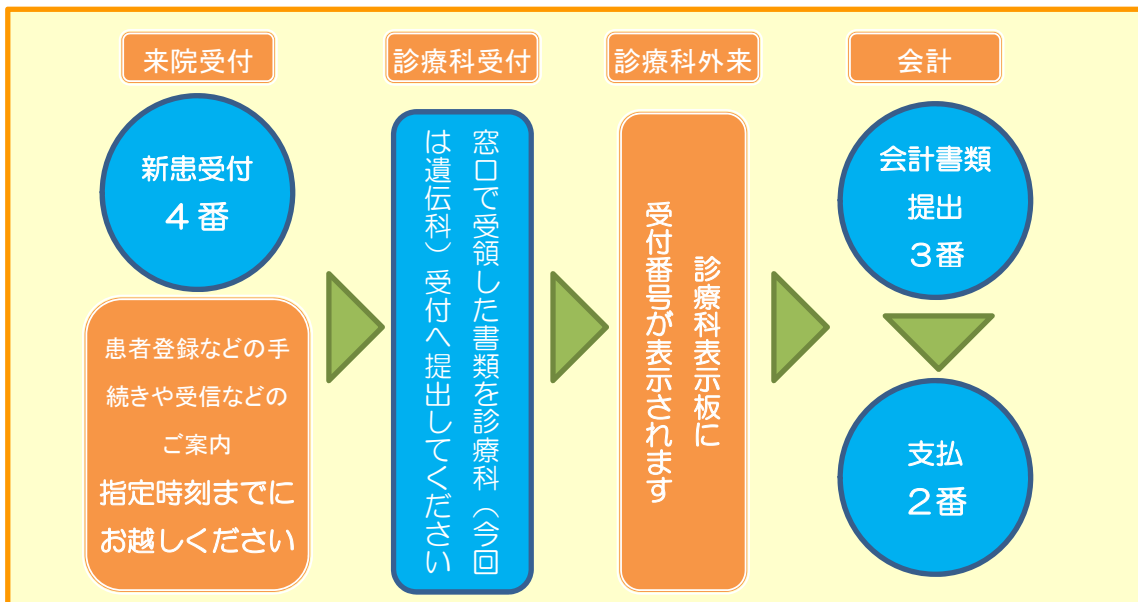 来院受付
新患受付
４番
患者登録などの手
続きや受信などの
ご案内
指定時刻までに
お越しください
診療科受付
窓口で受領した書類を診療科（今回
は遺伝科）受付へ提出してください
診療科外来
診療科表示板に
受付番号が表示されます
会計
会計書類
提出
３番
支払
２番